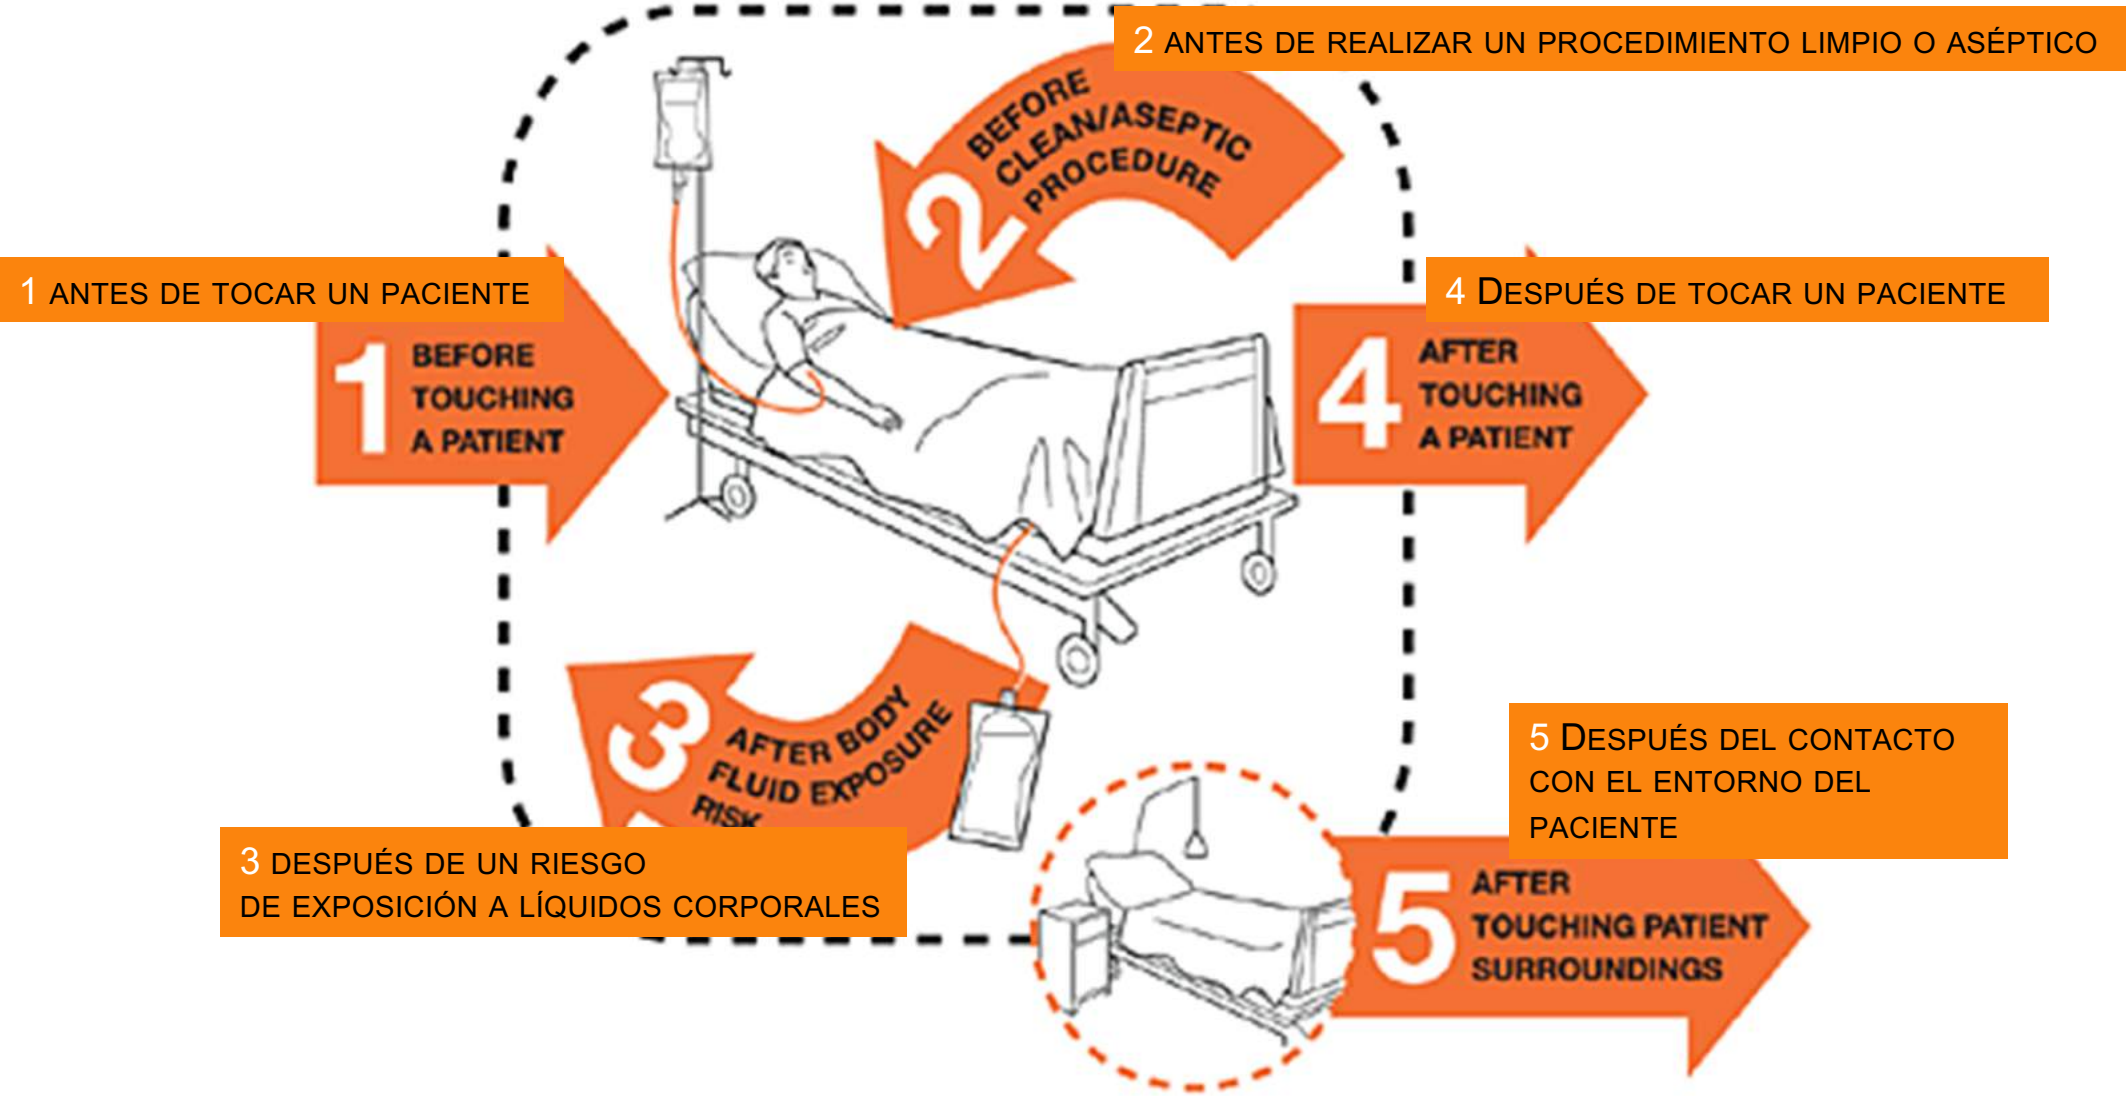 2 ANTES DE REALIZAR UN PROCEDIMIENTO LIMPIO O ASÉPTICO
2
BEFORE
CLEAN/ASEPTIC
PROCEDURE
1 ANTES DE TOCAR UN PACIENTE
1
BEFORE
TOUCHING
A PATIENT
4 DESPUÉS DE TOCAR UN PACIENTE
4
AFTER
TOUCHING
A PATIENT
3
AFTER BODY
FLUID EXPOSURE
RISK
3 DESPUÉS DE UN RIESGO
DE EXPOSICIÓN A LÍQUIDOS CORPORALES
5 DESPUÉS DEL CONTACTO
CON EL ENTORNO DEL
PACIENTE
5
AFTER
TOUCHING PATIENT
SURROUNDINGS